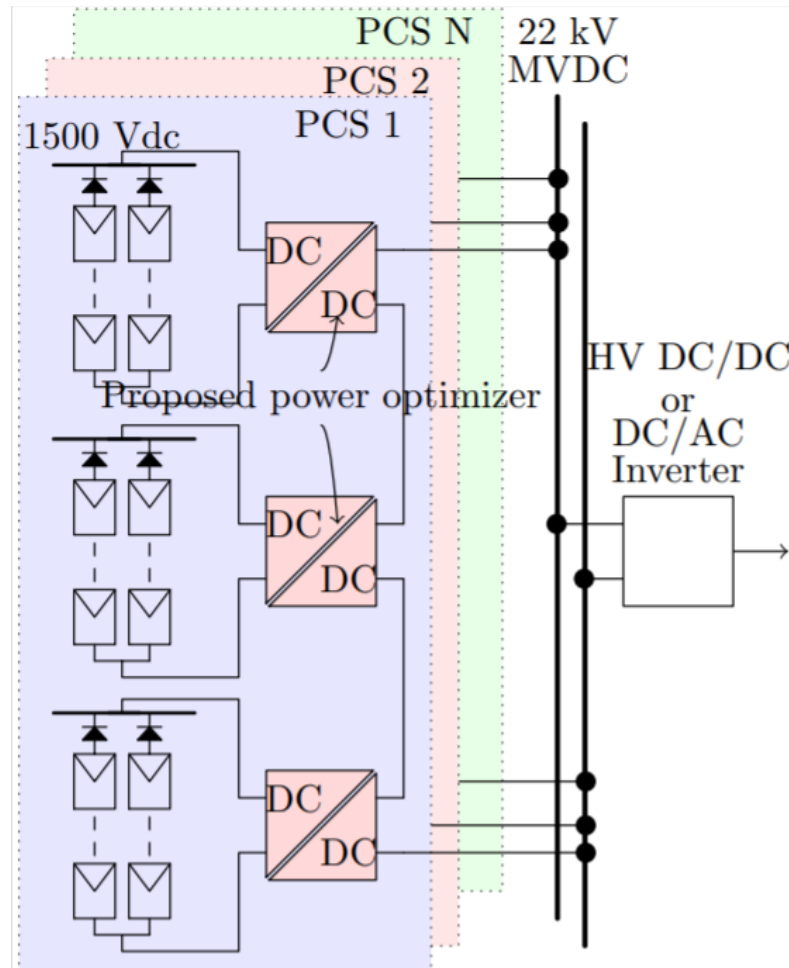 PCS N
22 kV
MVDC
PCS 2
PCS 1
1500 Vdc
DC
DC
Proposed power optimizer
HV DC/DC
or
DC/AC
Inverter
DC
DC
DC
DC